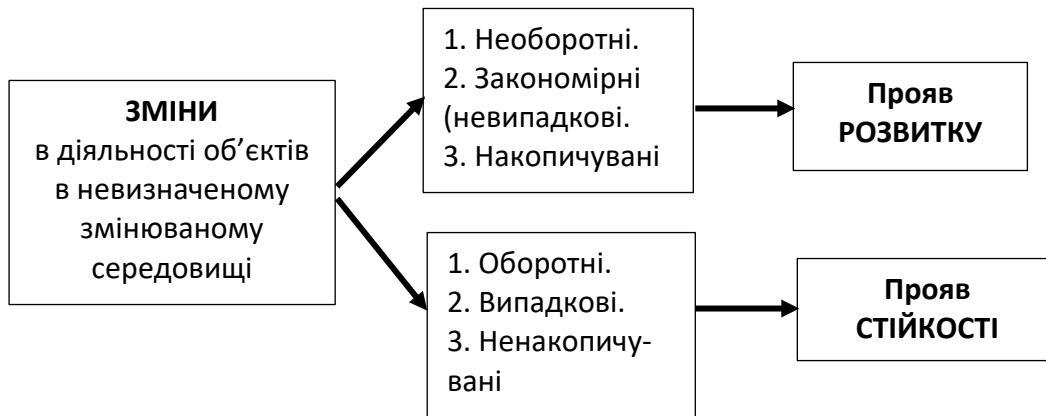 ЗМІНИ
в діяльності об’єктів
в невизначеному
змінюваному
середовищі
1. Необоротні.
2. Закономірні
(невипадкові.
3. Накопичувані
Прояв
РОЗВИТКУ
1. Оборотні.
2. Випадкові.
3. Ненакопичу-
вані
Прояв
СТІЙКОСТІ